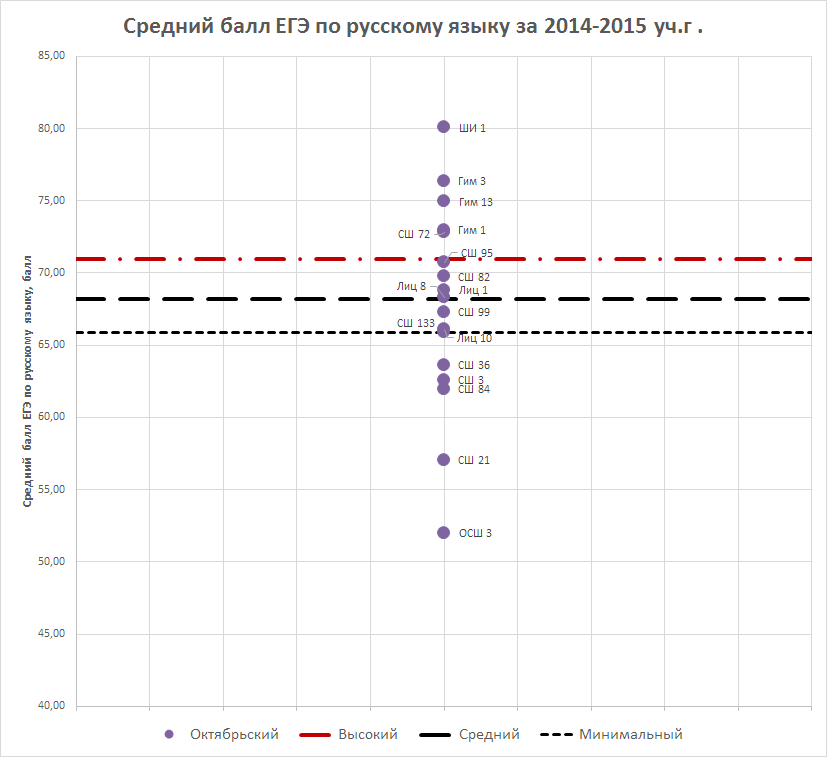 Средний балл ЕГЭ по русскому языку за 2014-2015 уч.г .
Средний балл ЕГЭ по русскому языку, балл
85,00
80,00
75,00
70,00
65,00
60,00
55,00
50,00
45,00
40,00
ШИ 1
Гим 3
Гим 13
Гим 1
СШ 72
СШ 95
СШ 82
Лиц 8
Лиц 1
СШ 99
СШ 133
Лиц 10
СШ 36
СШ 3
СШ 84
СШ 21
ОСШ 3
Октябрьский Высокий Средний Минимальный